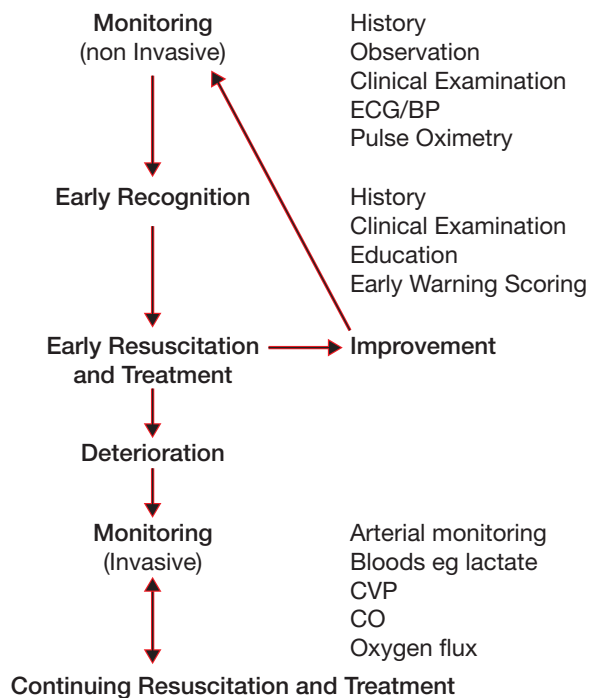 Monitoring
(non Invasive)
History
Observation
Clinical Examination
ECG/BP
Pulse Oximetry
Early Recognition
History
Clinical Examination
Education
Early Warning Scoring
Early Resuscitation
and Treatment
Improvement
Deterioration
Monitoring
(Invasive)
Arterial monitoring
Bloods eg lactate
CVP
CO
Oxygen flux
Continuing Resuscitation and Treatment